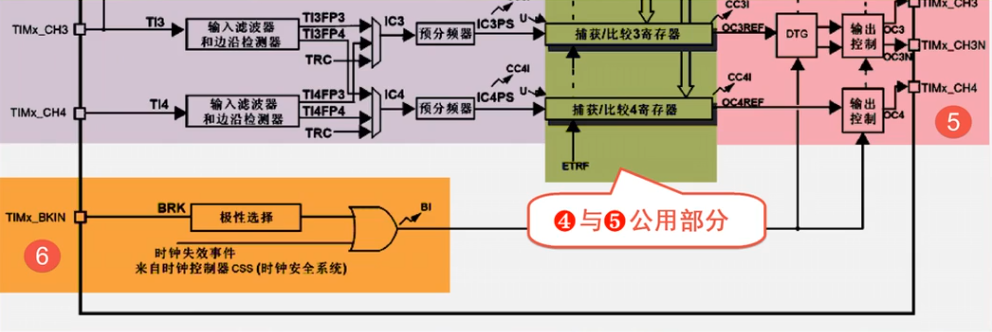 TIMx_CH3
TI3
输入滤波器
和边沿检测器
TI3FP3
TI3FP4
TRC
IC3
预分频器
IC3PS
CC3I
U
捕获/比较3寄存器
CC3I
OC3REF
DTG
输出
控制
OC3
OC3N
TIMx_CH3
TIMx_CH3N
TIMx_CH4
TI4
输入滤波器
和边沿检测器
TI4FP3
TI4FP4
TRC
IC4
预分频器
IC4PS
CC4I
U
捕获/比较4寄存器
CC4I
OC4REF
输出
控制
OC4
TIMx_CH4
5
ETRF
❹与❺公用部分
TIMx_BKIN
BRK
极性选择
BI
6
时钟失效事件
来自时钟控制器CSS (时钟安全系统)